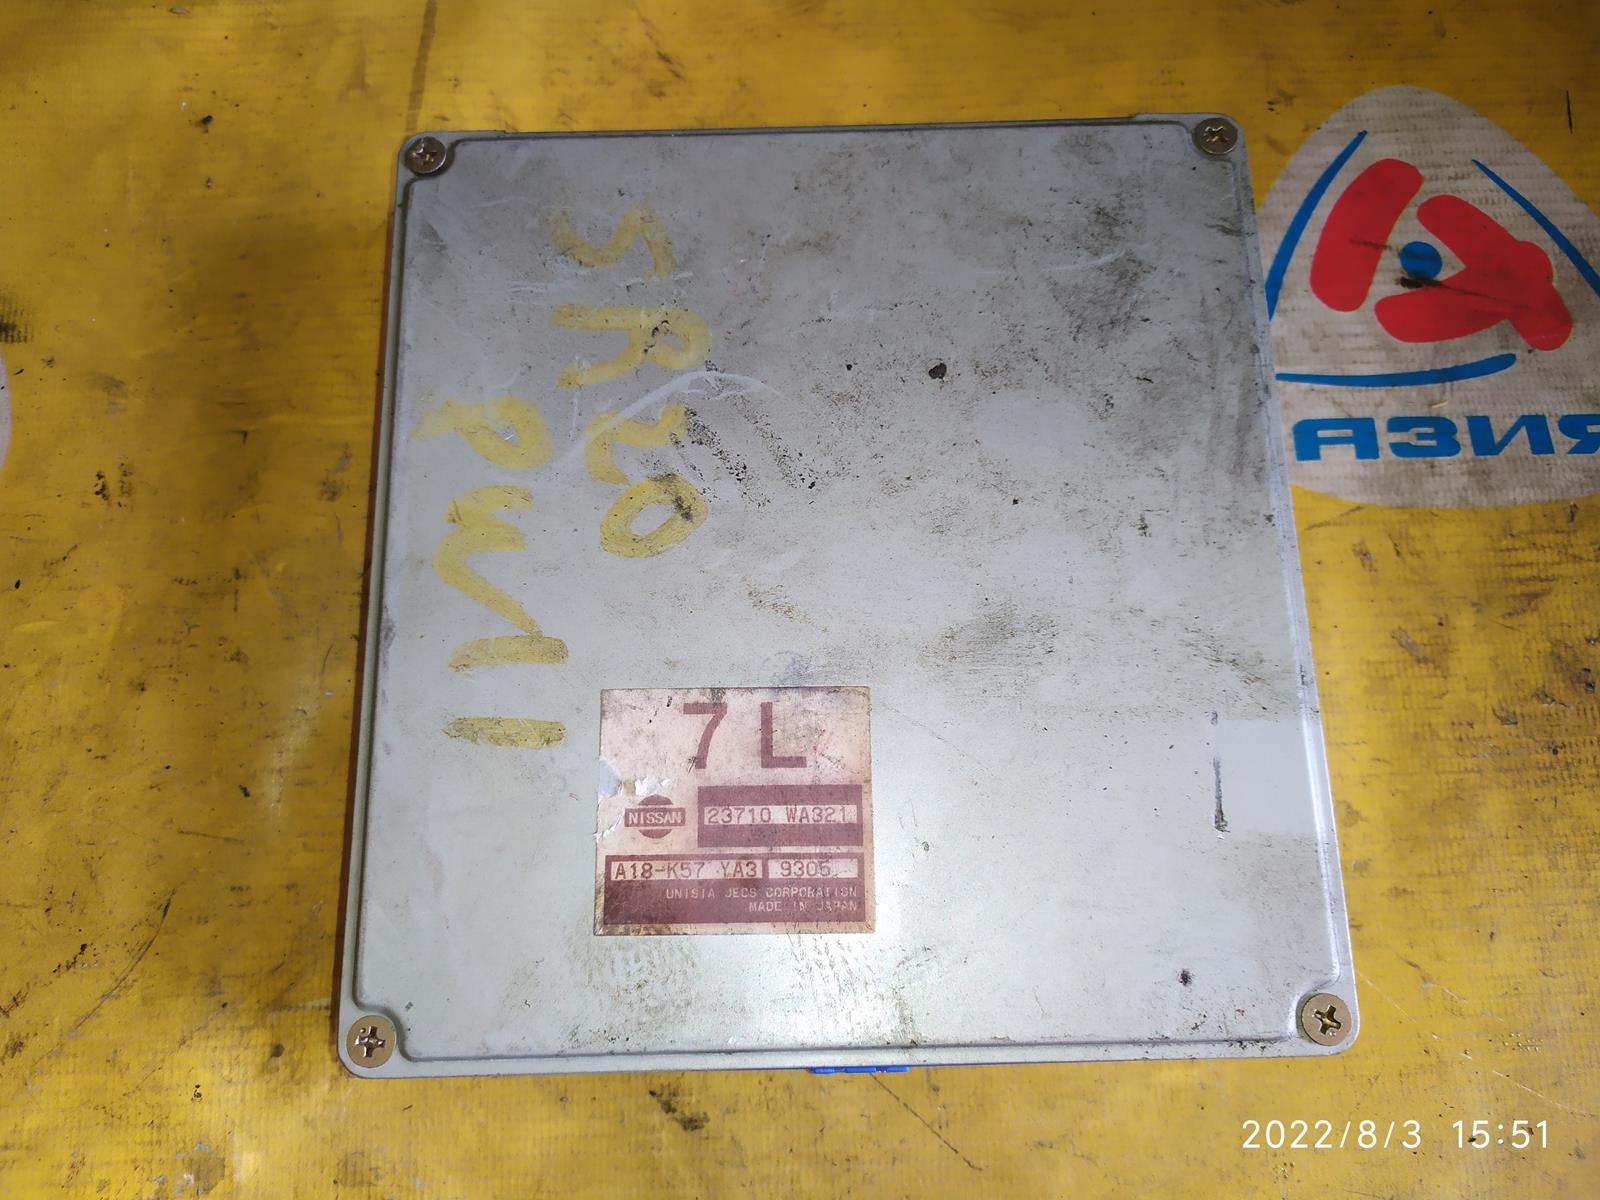 SR20
PM11
7L
NISSAN
23710 WA321
A18-K57 YA3 9305
UNISIA JECS CORPORATION
MADE IN JAPAN
АЗИЯ
2022/8/3 15:51